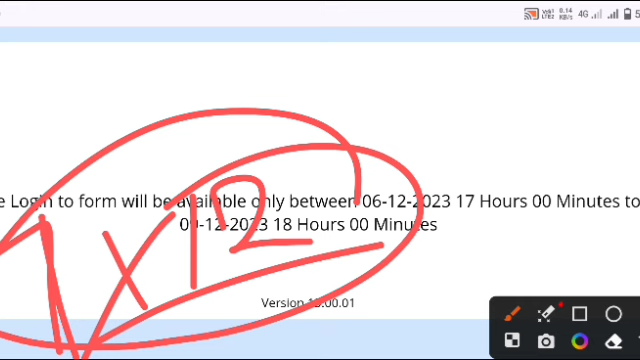 4G
e Login to form will be available only between 06-12-2023 17 Hours 00 Minutes to
09-12-2023 18 Hours 00 Minutes
12